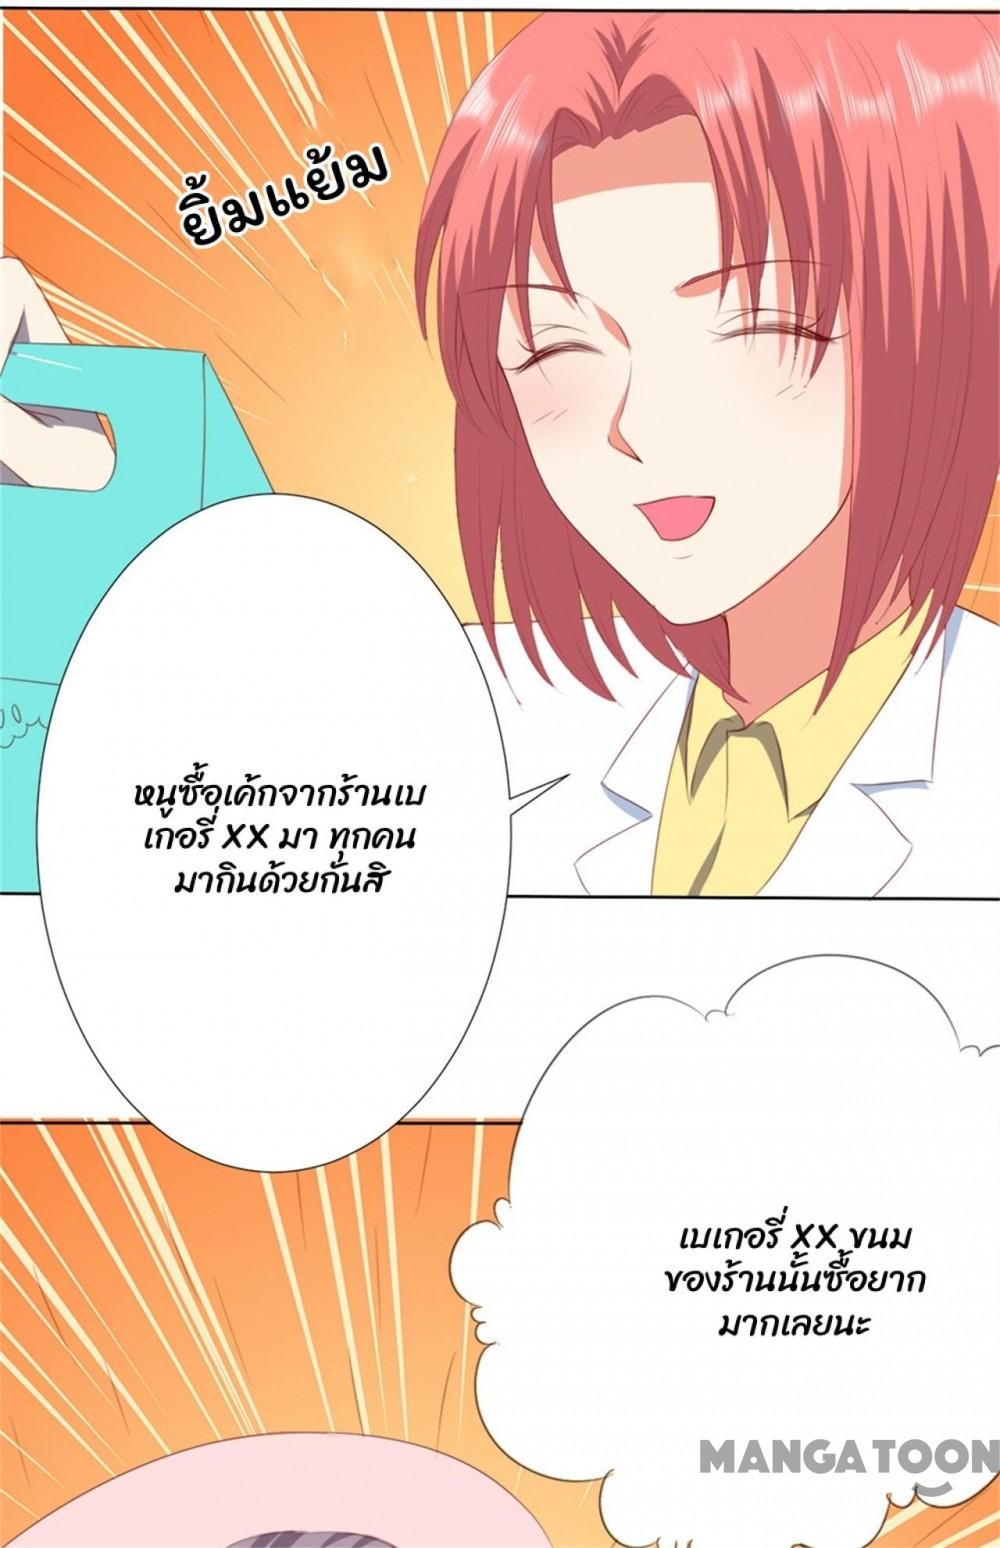 ยิ้มแย้ม
หนูซื้อเค้กจากร้านเบ
เกอรี่ XX มา ทุกคน
มากินด้วยกันสิ
เบเกอรี่ XX ขนม
ของร้านนั้นซื้อยาก
มากเลยนะ
MANGATOON